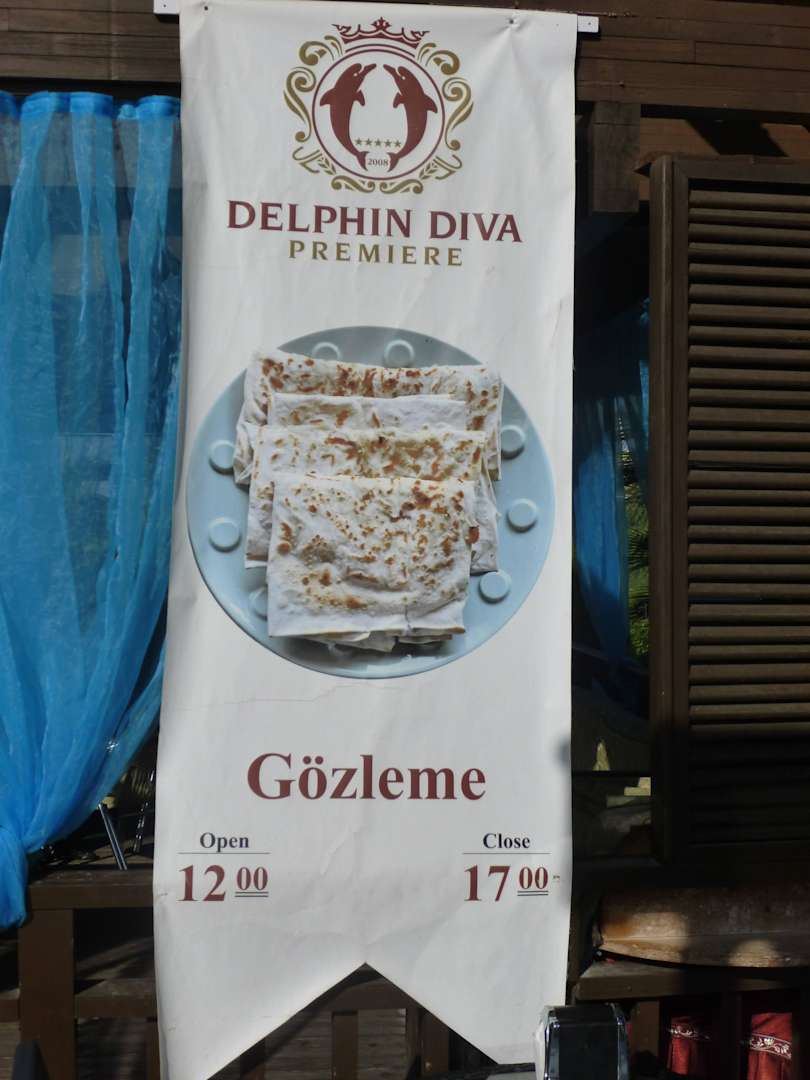 2008
DELPHIN DIVA
PREMIERE
Gözleme
Open Close
12 00 17 00